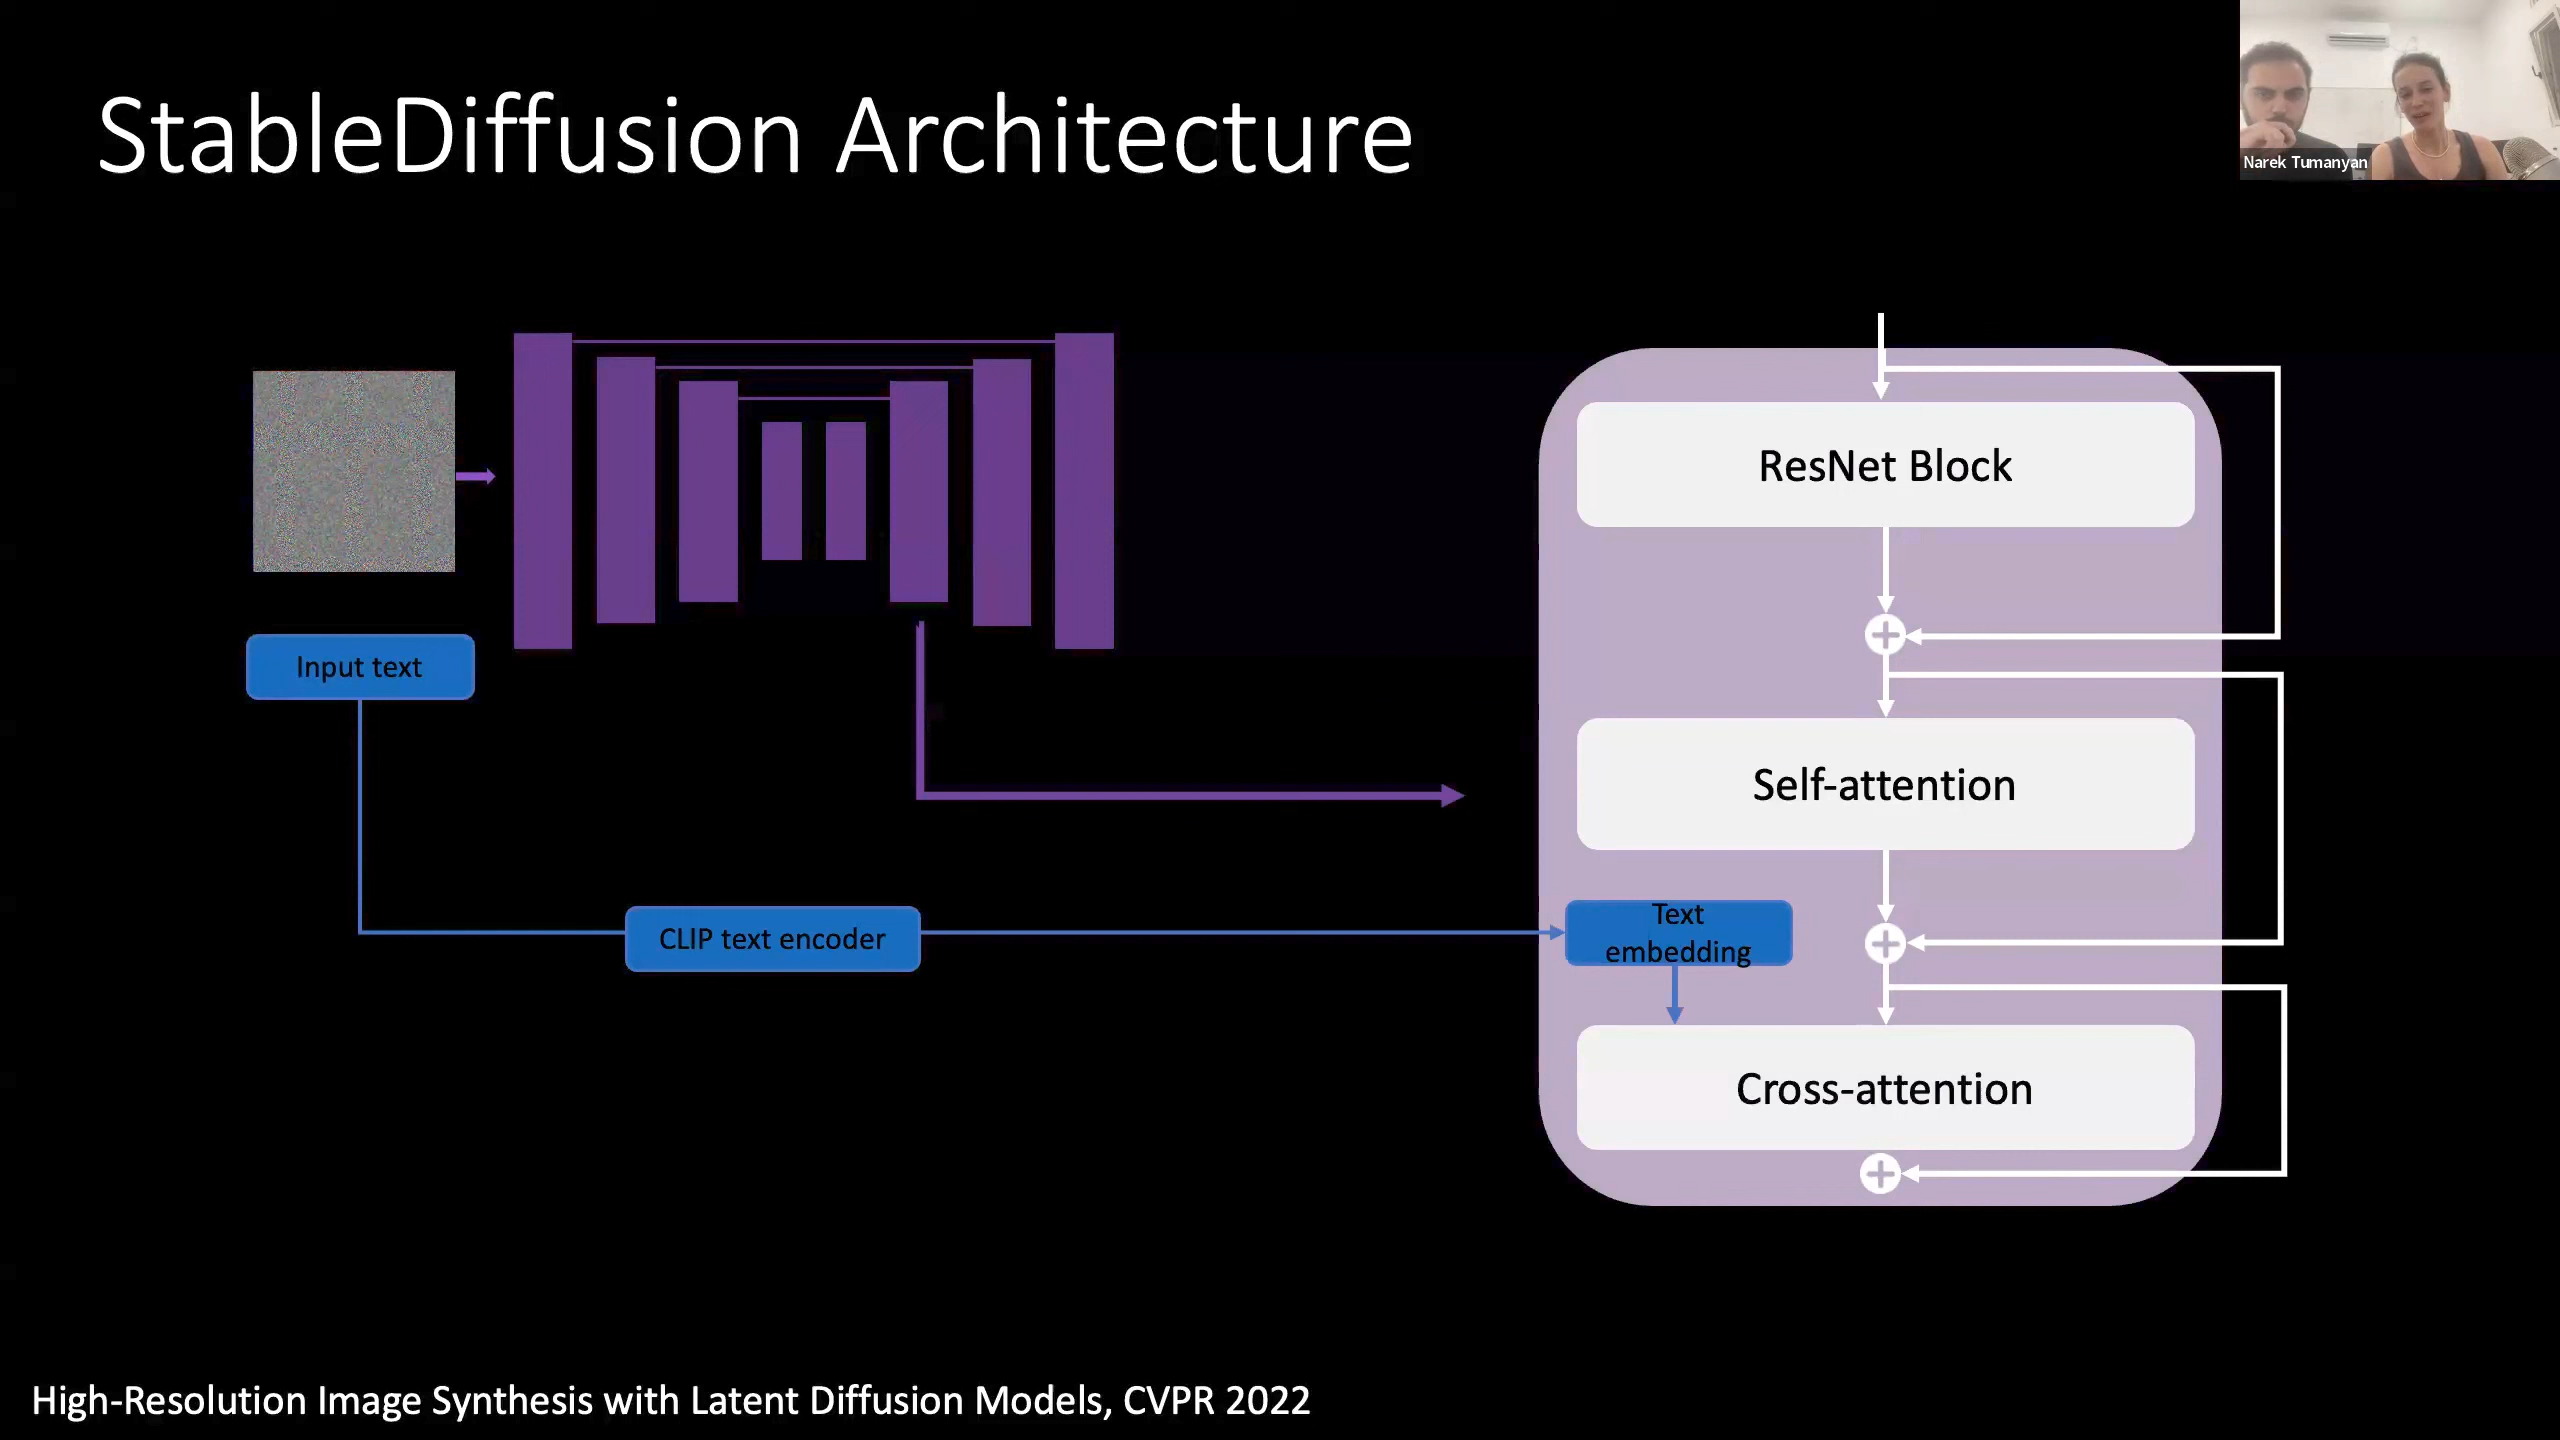 StableDiffusion Architecture
Narek Tumanyan
ResNet Block
Input text
Self-attention
CLIP text encoder
Text
embedding
Cross-attention
High-Resolution Image Synthesis with Latent Diffusion Models, CVPR 2022